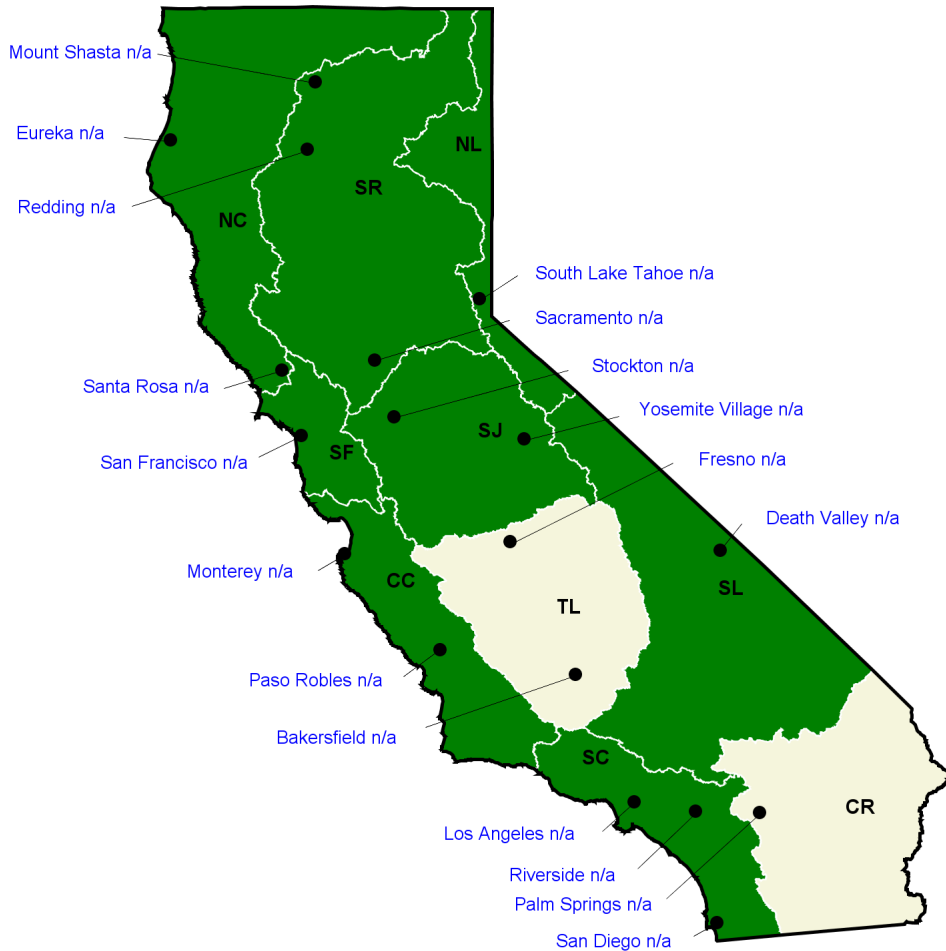 Mount Shasta n/a
Eureka n/a
NL
SR
Redding n/a
NC
South Lake Tahoe n/a
Sacramento n/a
Stockton n/a
Santa Rosa n/a
Yosemite Village n/a
SJ
SF
San Francisco n/a
Fresno n/a
Death Valley n/a
Monterey n/a
CC
SL
TL
Paso Robles n/a
Bakersfield n/a
SC
CR
Los Angeles n/a
Riverside n/a
Palm Springs n/a
San Diego n/a